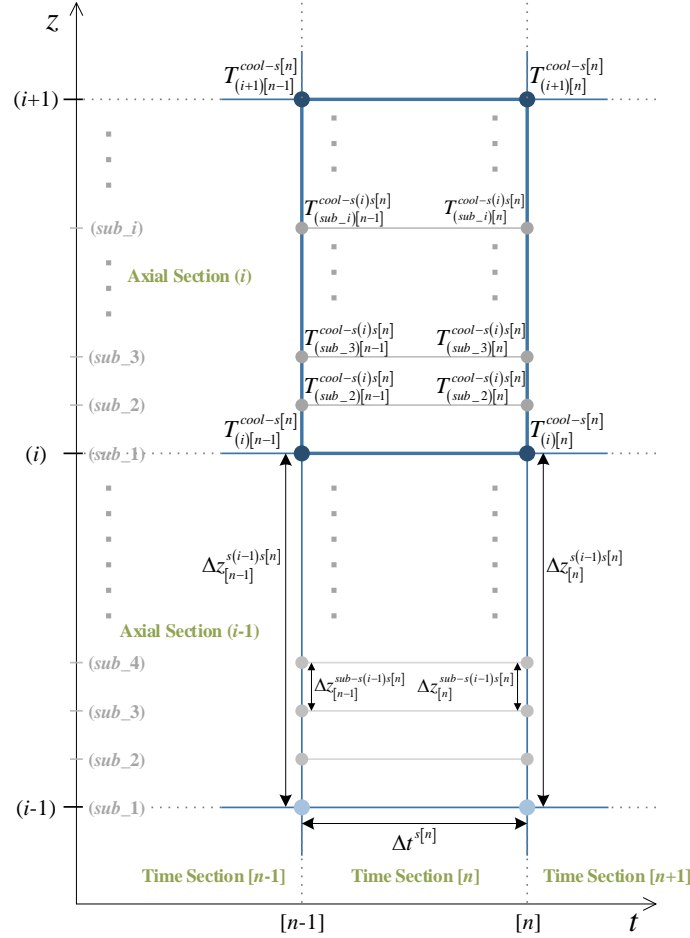 z
T_{(i+1)[n-1]}^{cool-s[n]} T_{(i+1)[n]}^{cool-s[n]}
(i+1)
T_{(sub_i)[n-1]}^{cool-s(i)s[n]} T_{(sub_i)[n]}^{cool-s(i)s[n]}
(sub_i)
Axial Section (i)
T_{(sub_3)[n-1]}^{cool-s(i)s[n]} T_{(sub_3)[n]}^{cool-s(i)s[n]}
(sub_3)
T_{(sub_2)[n-1]}^{cool-s(i)s[n]} T_{(sub_2)[n]}^{cool-s(i)s[n]}
(sub_2)
T_{(i)[n-1]}^{cool-s[n]} T_{(i)[n]}^{cool-s[n]}
(i) (sub_1)
Δz_{[n-1]}^{s(i-1)s[n]} Δz_{[n]}^{s(i-1)s[n]}
Axial Section (i-1)
(sub_4)
Δz_{[n-1]}^{sub-s(i-1)s[n]} Δz_{[n]}^{sub-s(i-1)s[n]}
(sub_3)
(sub_2)
(i-1) (sub_1)
Δt^{s[n]}
Time Section [n-1] Time Section [n] Time Section [n+1]
[n-1] [n] t